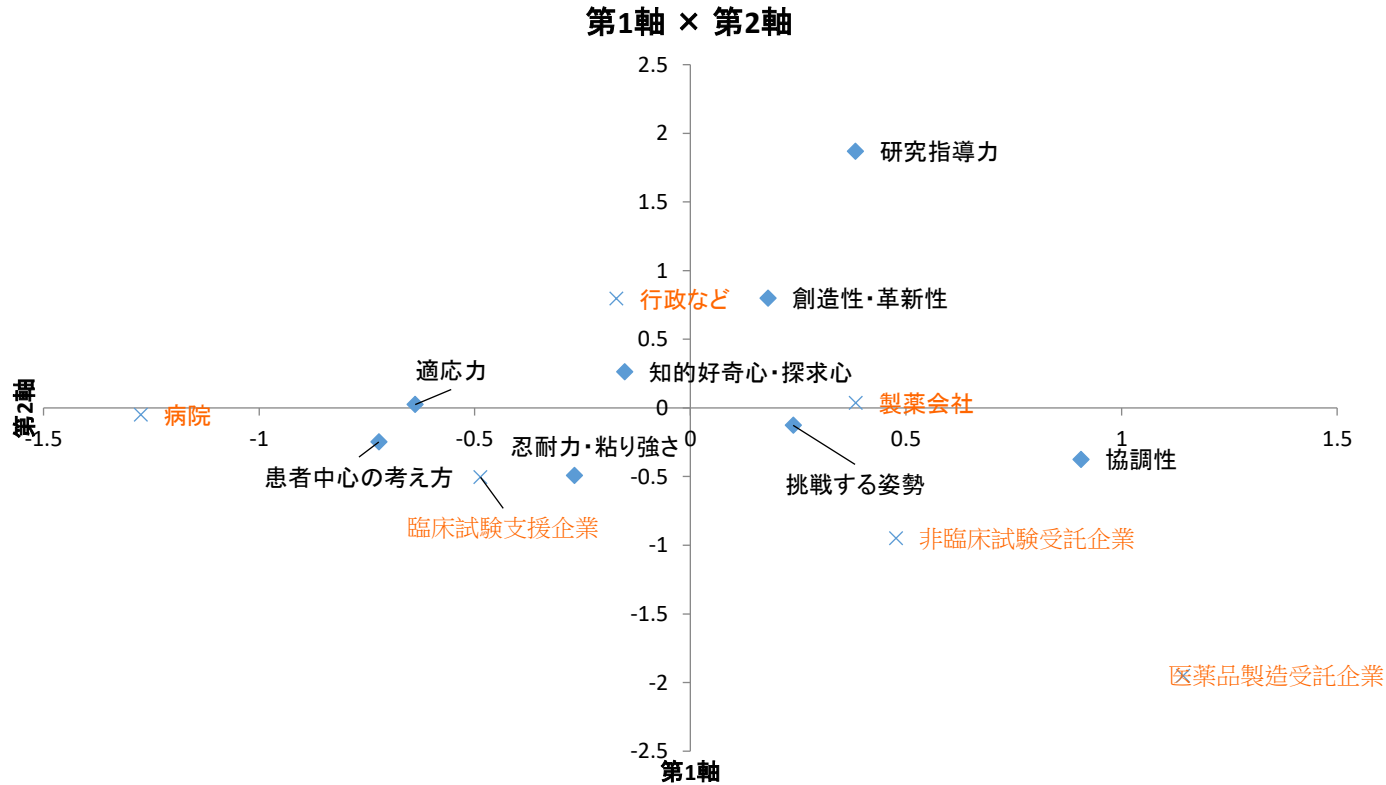 第1軸 × 第2軸
2.5
2
研究指導力
1.5
1
行政など
創造性・革新性
0.5
適応力
知的好奇心・探求心
第2軸
病院
0
製薬会社
-1.5
-1
-0.5
0
0.5
1
1.5
忍耐力・粘り強さ
患者中心の考え方
-0.5
挑戦する姿勢
協調性
臨床試験支援企業
非臨床試験受託企業
-1
-1.5
医薬品製造受託企業
-2
-2.5
第1軸